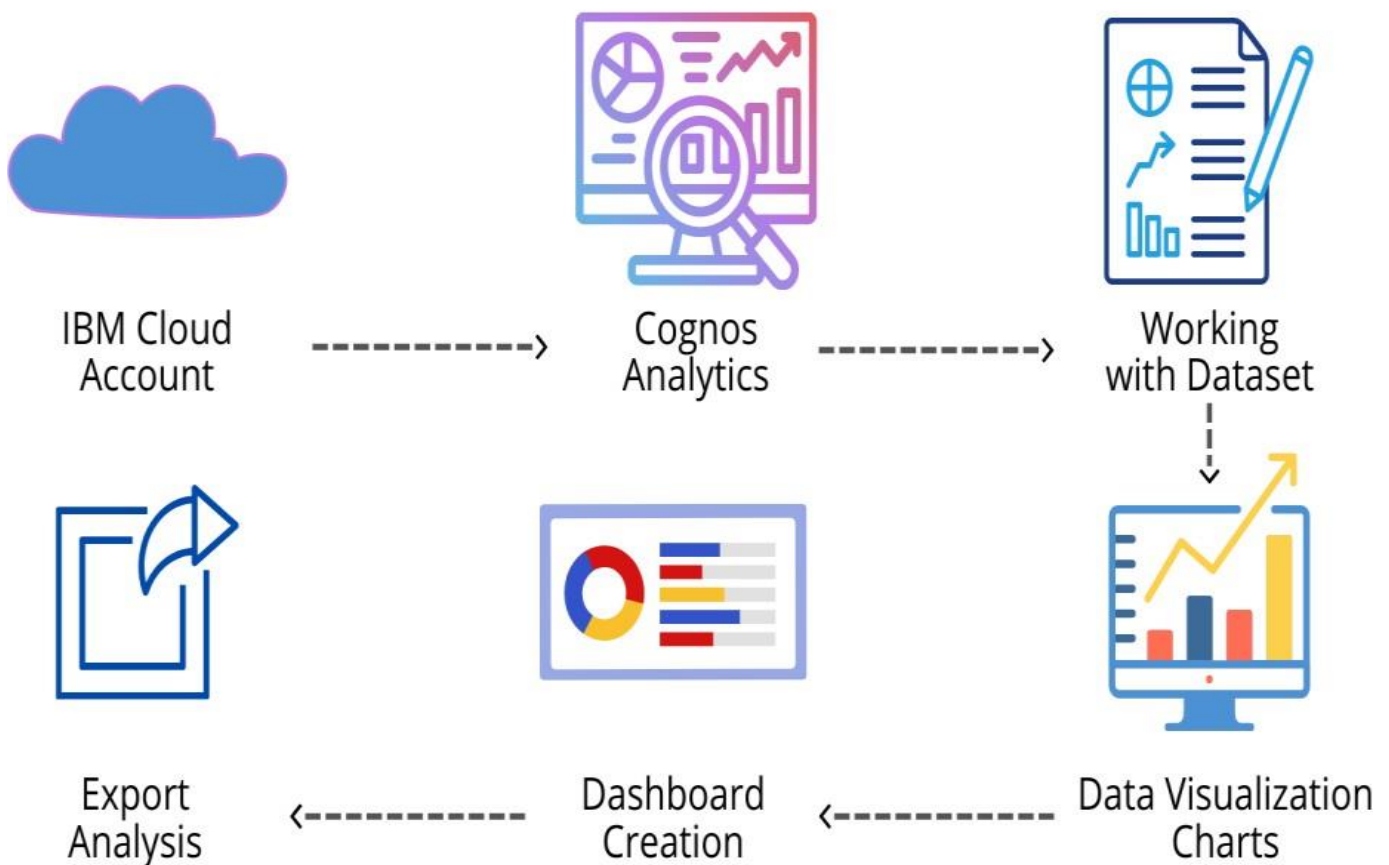 IBM Cloud
Account
Cognos
Analytics
Working
with Dataset
Export
Analysis
Dashboard
Creation
Data Visualization
Charts